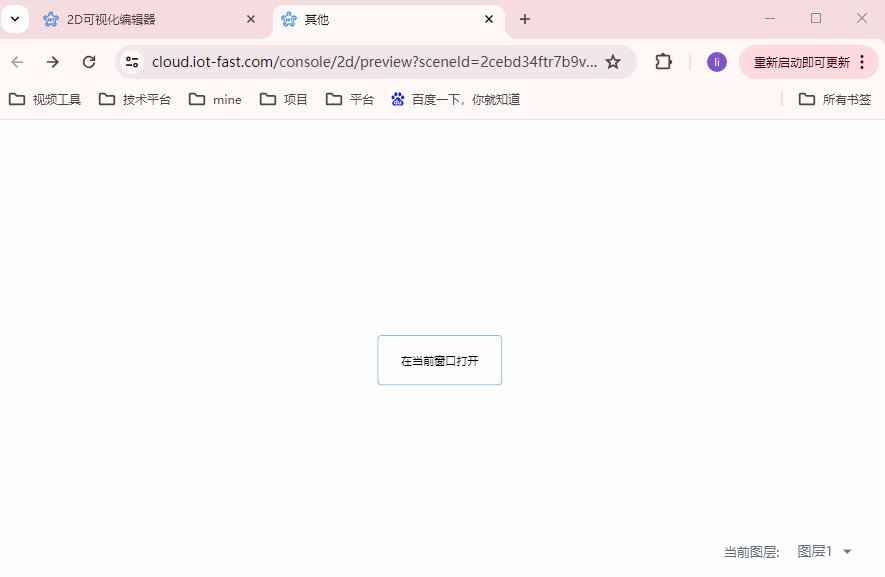 2D可视化编辑器
其他
cloud.iot-fast.com/console/2d/preview?sceneId=2cebd34ftr7b9v...
li
重新启动即可更新
视频工具
技术平台
mine
项目
平台
百度一下，你就知道
所有书签
在当前窗口打开
当前图层: 图层1